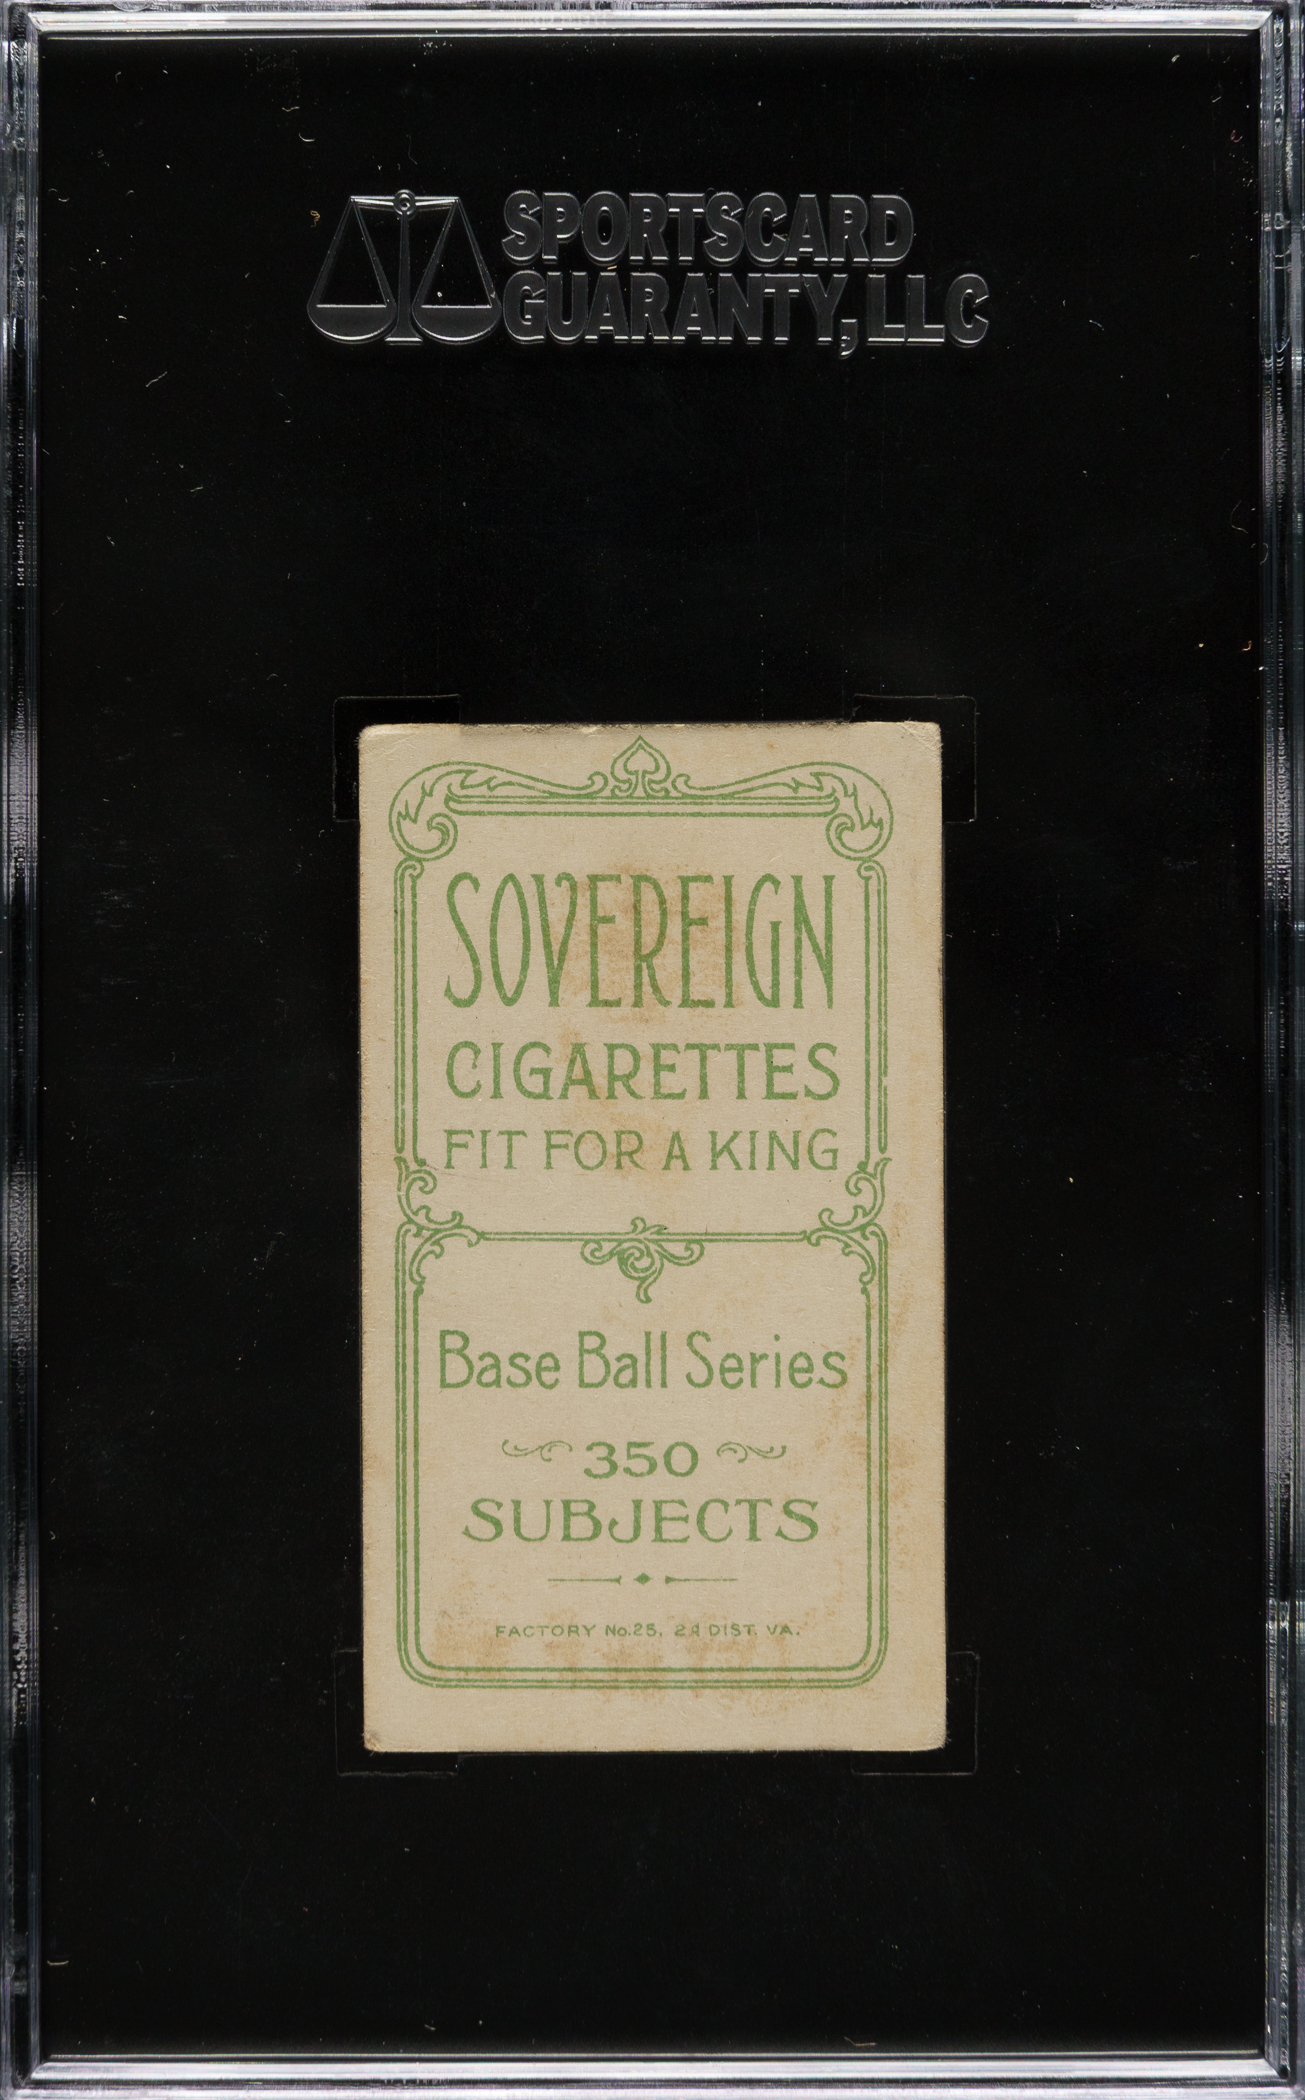 SPORTSCARD
GUARANTY, LLC
SOVEREIGN
CIGARETTES
FIT FOR A KING
Base Ball Series
350
SUBJECTS
FACTORY No.25, 2d DIST. VA.